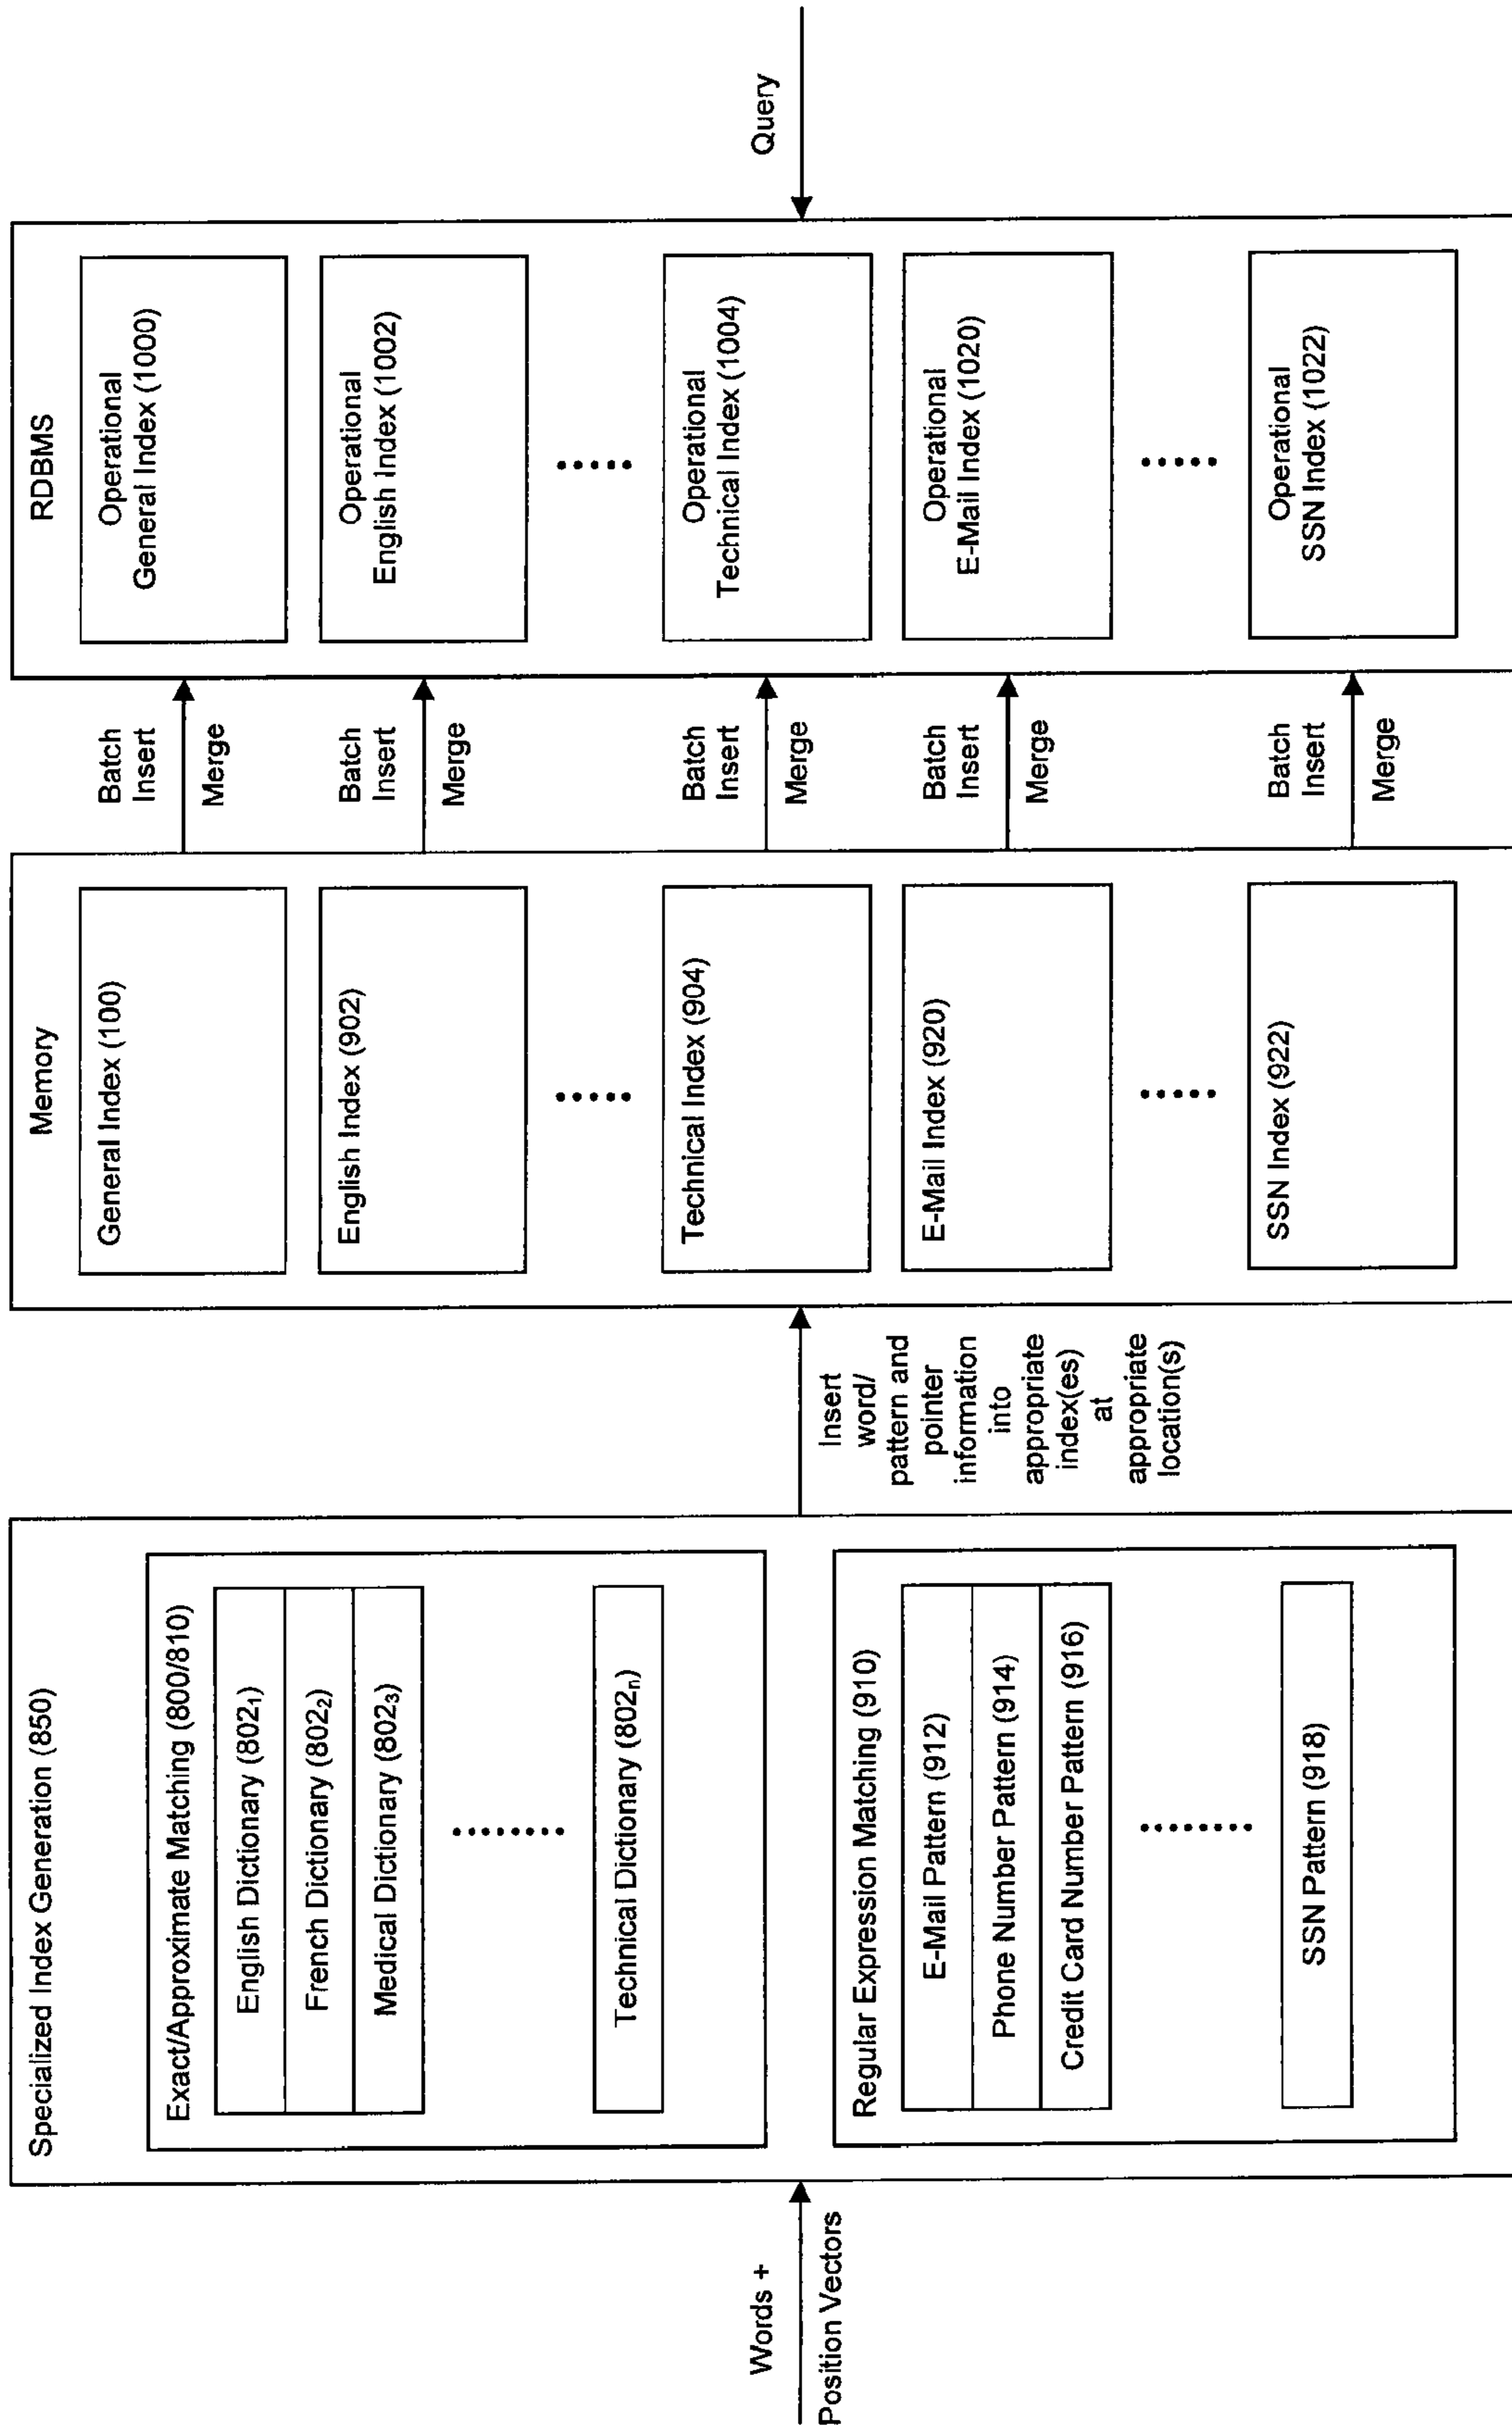 Words +
Position Vectors
Specialized Index Generation (850)
Exact/Approximate Matching (800/810)
English Dictionary (802₁)
French Dictionary (802₂)
Medical Dictionary (802₃)
Technical Dictionary (802ₙ)
Regular Expression Matching (910)
E-Mail Pattern (912)
Phone Number Pattern (914)
Credit Card Number Pattern (916)
SSN Pattern (918)
Insert
word/
pattern and
pointer
information
into
appropriate
index(es)
at
appropriate
location(s)
Memory
General Index (100)
English Index (902)
Technical Index (904)
E-Mail Index (920)
SSN Index (922)
Batch
Insert
Merge
Batch
Insert
Merge
Batch
Insert
Merge
Batch
Insert
Merge
Batch
Insert
Merge
RDBMS
Operational
General Index (1000)
Operational
English Index (1002)
Operational
Technical Index (1004)
Operational
E-Mail Index (1020)
Operational
SSN Index (1022)
Query